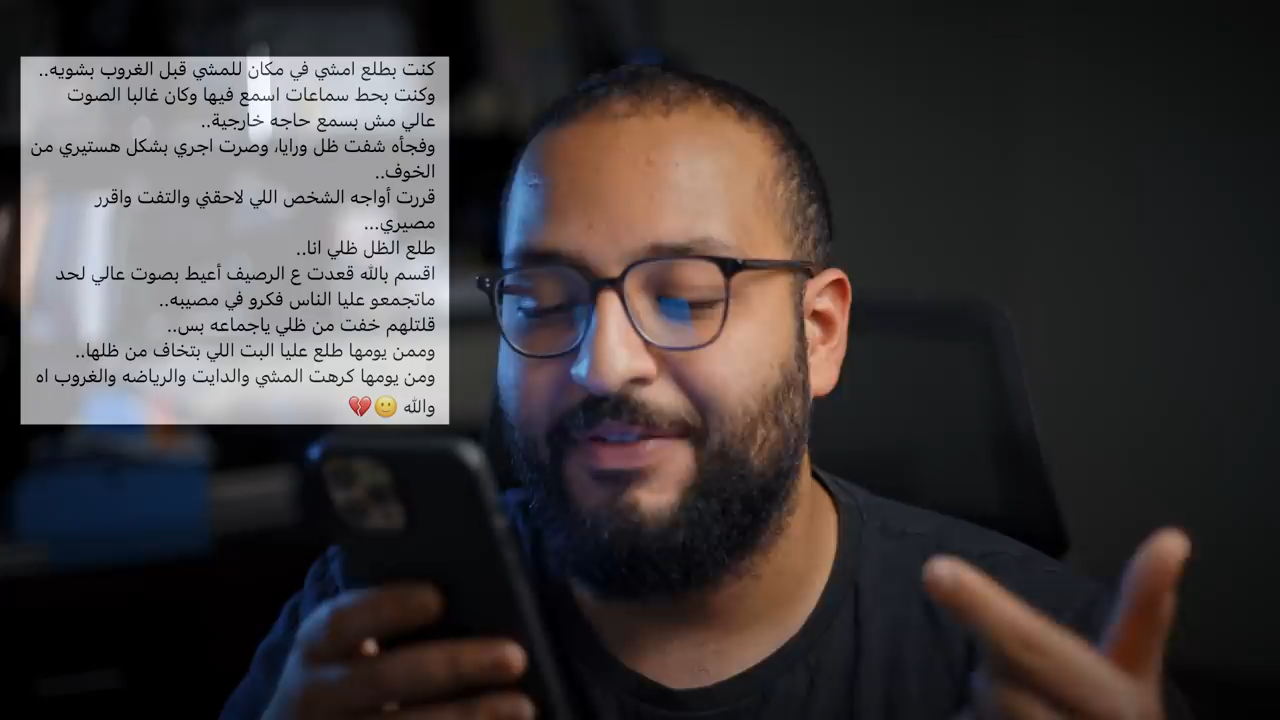 كنت بطلع امشي في مكان للمشي قبل الغروب بشويه..
وكنت بحط سماعات اسمع فيها وكان غالبا الصوت
عالي مش بسمع حاجه خارجية..
وفجأه شفت ظل ورايا، وصرت اجري بشكل هستيري من
الخوف..
قررت أواجه الشخص اللي لاحقني والتفت واقرر
مصيري...
طلع الظل ظلي انا..
اقسم بالله قعدت ع الرصيف أعيط بصوت عالي لحد
ماتجمعو عليا الناس فكرو في مصيبه..
قلتلهم خفت من ظلي ياجماعه بس..
وممن يومها طلع عليا البت اللي بتخاف من ظلها..
ومن يومها كرهت المشي والدايت والرياضه والغروب اه
والله 🙂💔